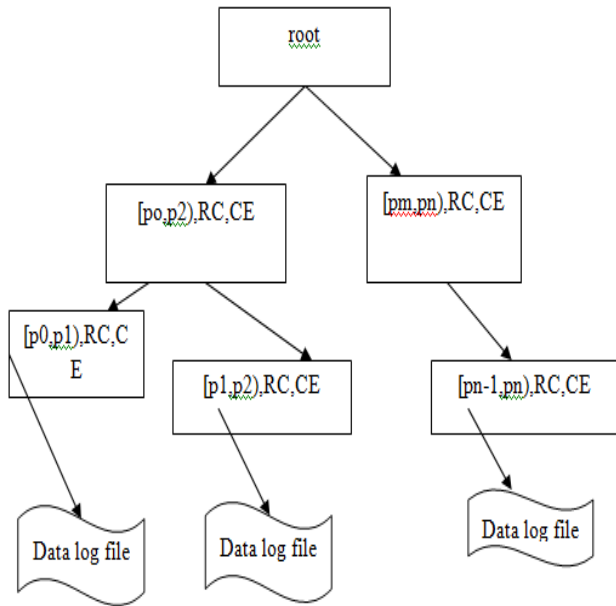 root
[po,p2),RC,CE
[pm,pn),RC,CE
[p0,p1),RC,C
E
[p1,p2),RC,CE
[pn-1,pn),RC,CE
Data log file
Data log file
Data log file